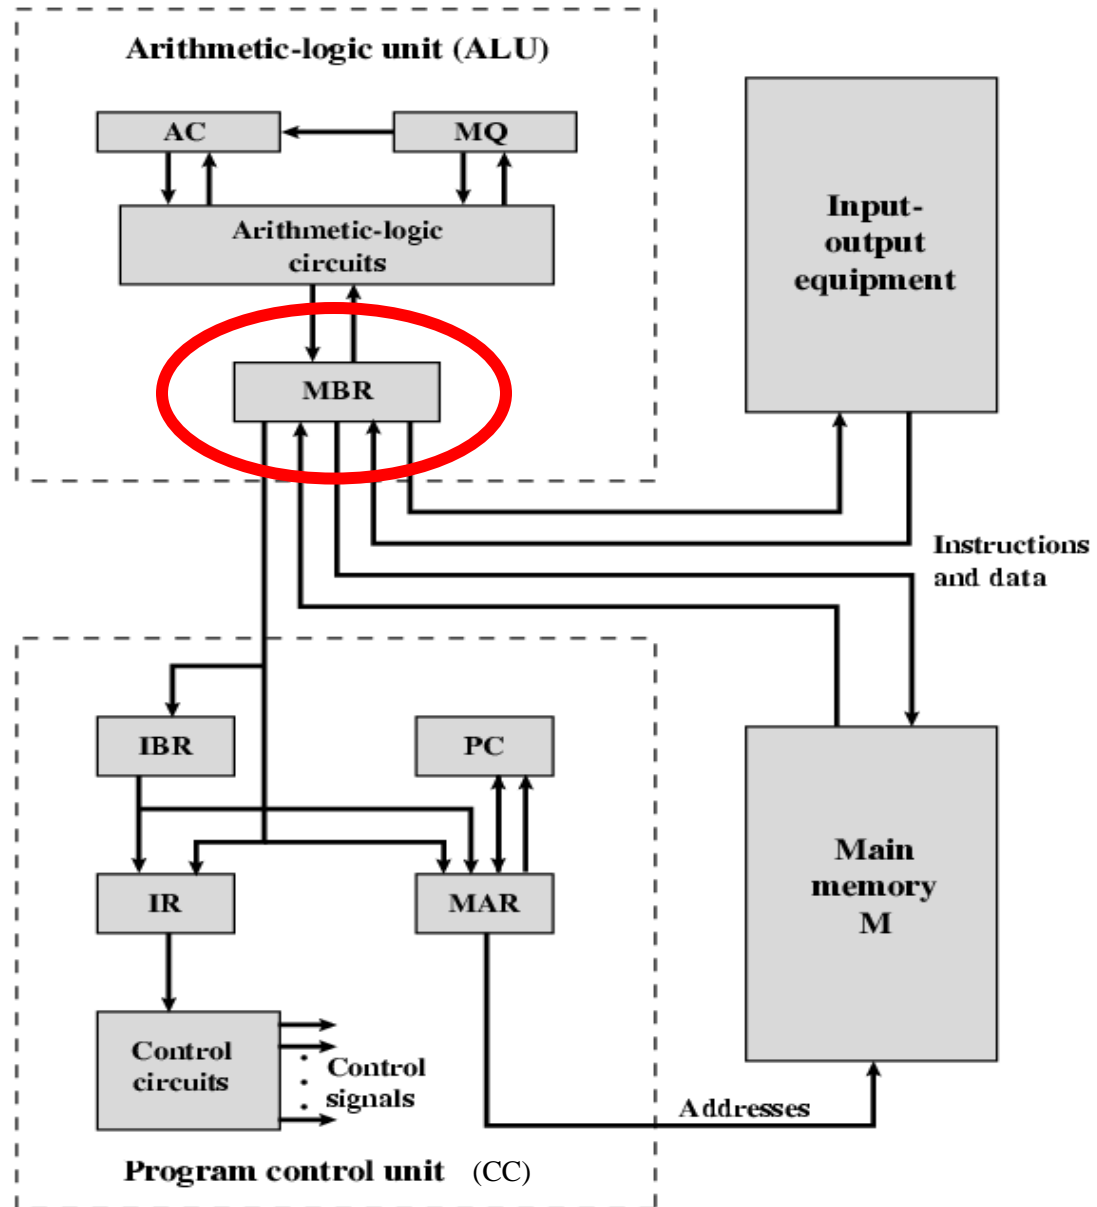 Arithmetic-logic unit (ALU)
AC
MQ
Arithmetic-logic
circuits
MBR
Input-
output
equipment
Instructions
and data
IBR
PC
IR
MAR
Main
memory
M
Control
circuits
Control
signals
Addresses
Program control unit (CC)